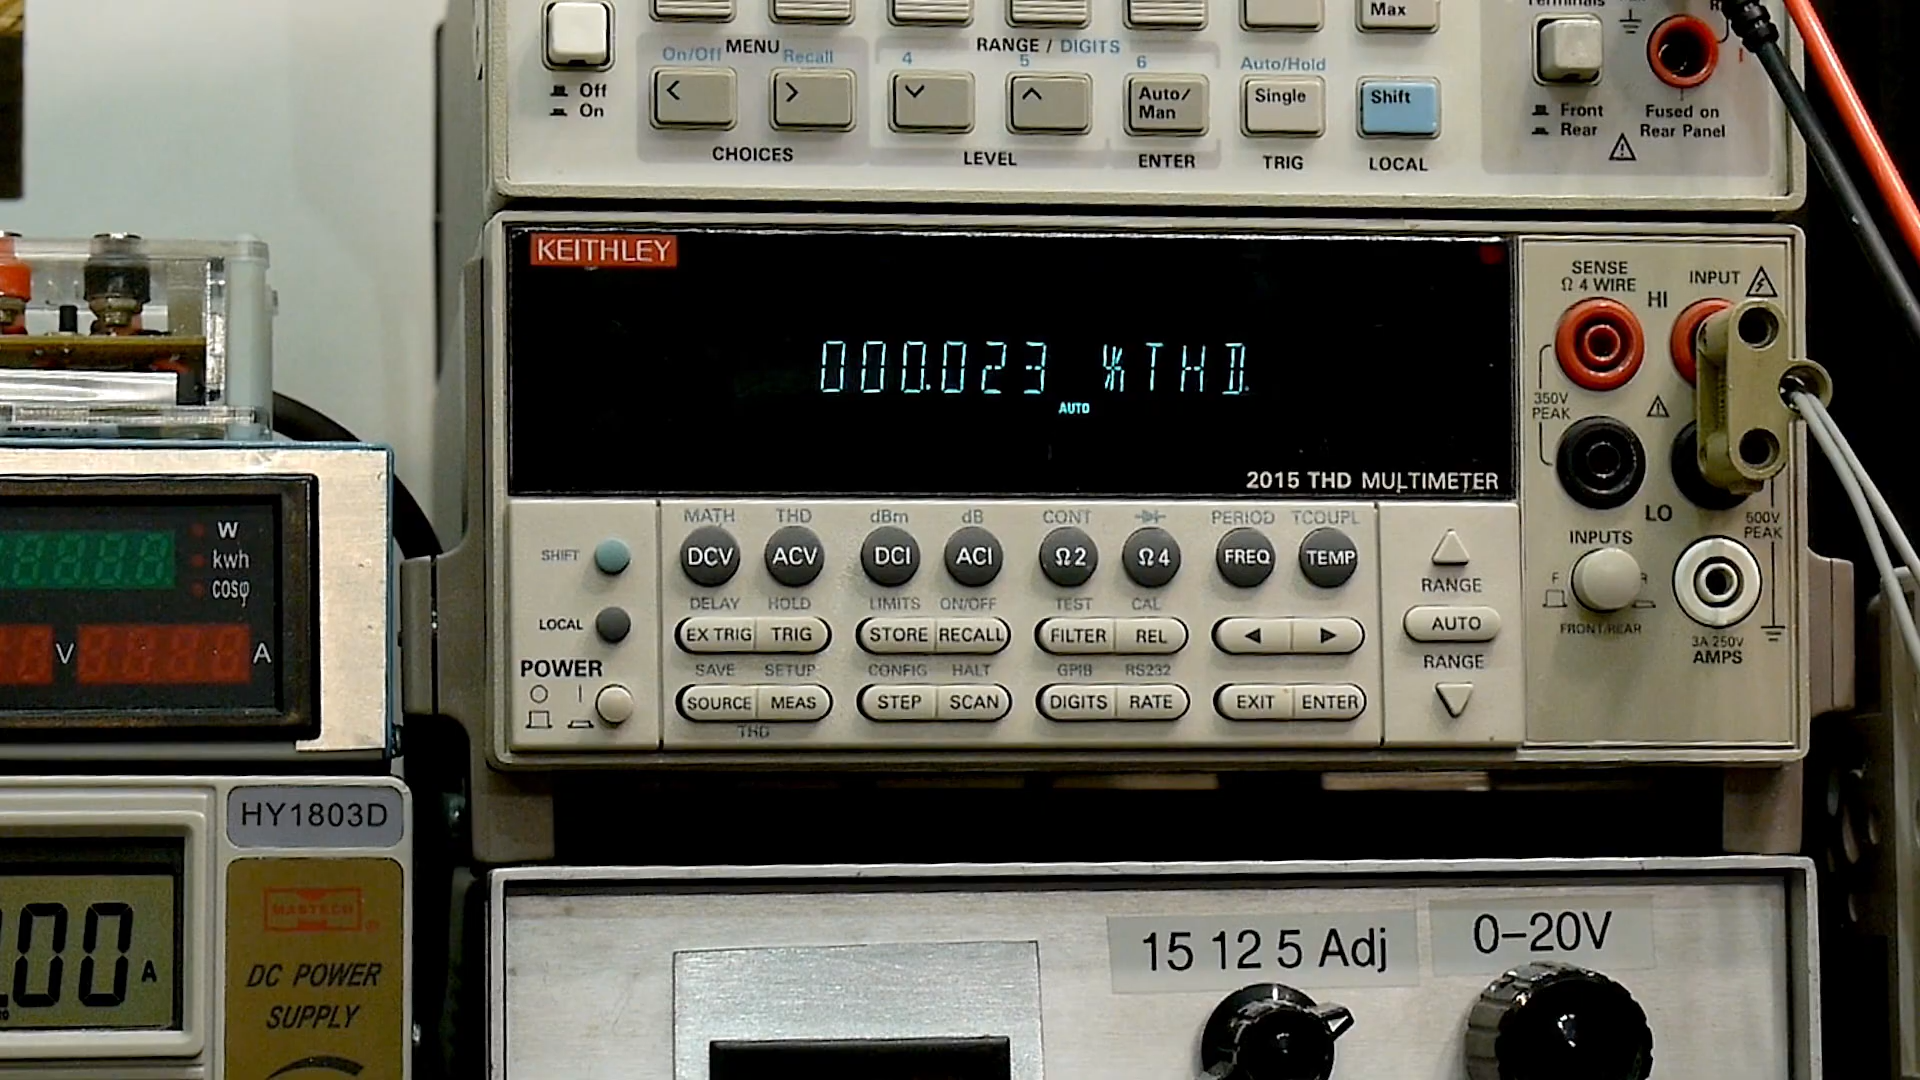 Max
Terminals
MENU
RANGE / DIGITS
On/Off
Recall
4
5
6
Auto/Hold
Off
On
<
>
Auto/
Man
Single
Shift
Front
Rear
Fused on
Rear Panel
CHOICES
LEVEL
ENTER
TRIG
LOCAL
KEITHLEY
000.023 %THD
AUTO
2015 THD MULTIMETER
SENSE
Ω 4 WIRE
INPUT
HI
350V
PEAK
LO
500V
PEAK
INPUTS
F
R
FRONT/REAR
3A 250V
AMPS
MATH
THD
dBm
dB
CONT
PERIOD
TCOUPL
SHIFT
DCV
ACV
DCI
ACI
Ω2
Ω4
FREQ
TEMP
RANGE
DELAY
HOLD
LIMITS
ON/OFF
TEST
CAL
LOCAL
EX TRIG
TRIG
STORE
RECALL
FILTER
REL
AUTO
RANGE
POWER
SAVE
SETUP
CONFIG
HALT
GPIB
RS232
SOURCE
MEAS
STEP
SCAN
DIGITS
RATE
EXIT
ENTER
THD
W
kwh
cosφ
V
A
HY1803D
MASTECH
.00 A
DC POWER
SUPPLY
15 12 5 Adj
0-20V